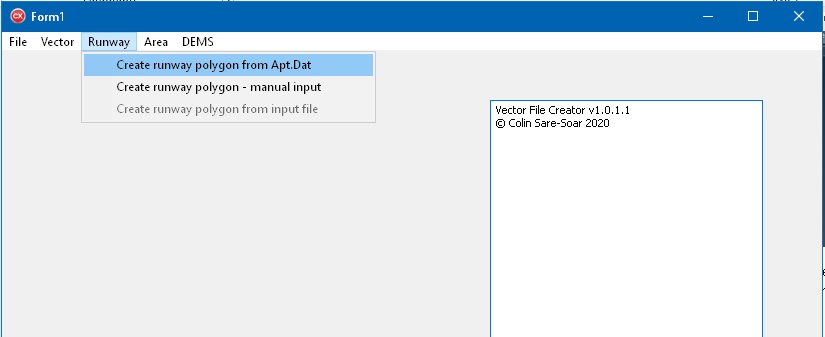 Form1
File Vector Runway Area DEMS
Create runway polygon from Apt.Dat
Create runway polygon - manual input
Create runway polygon from input file
Vector File Creator v1.0.1.1
© Colin Sare-Soar 2020